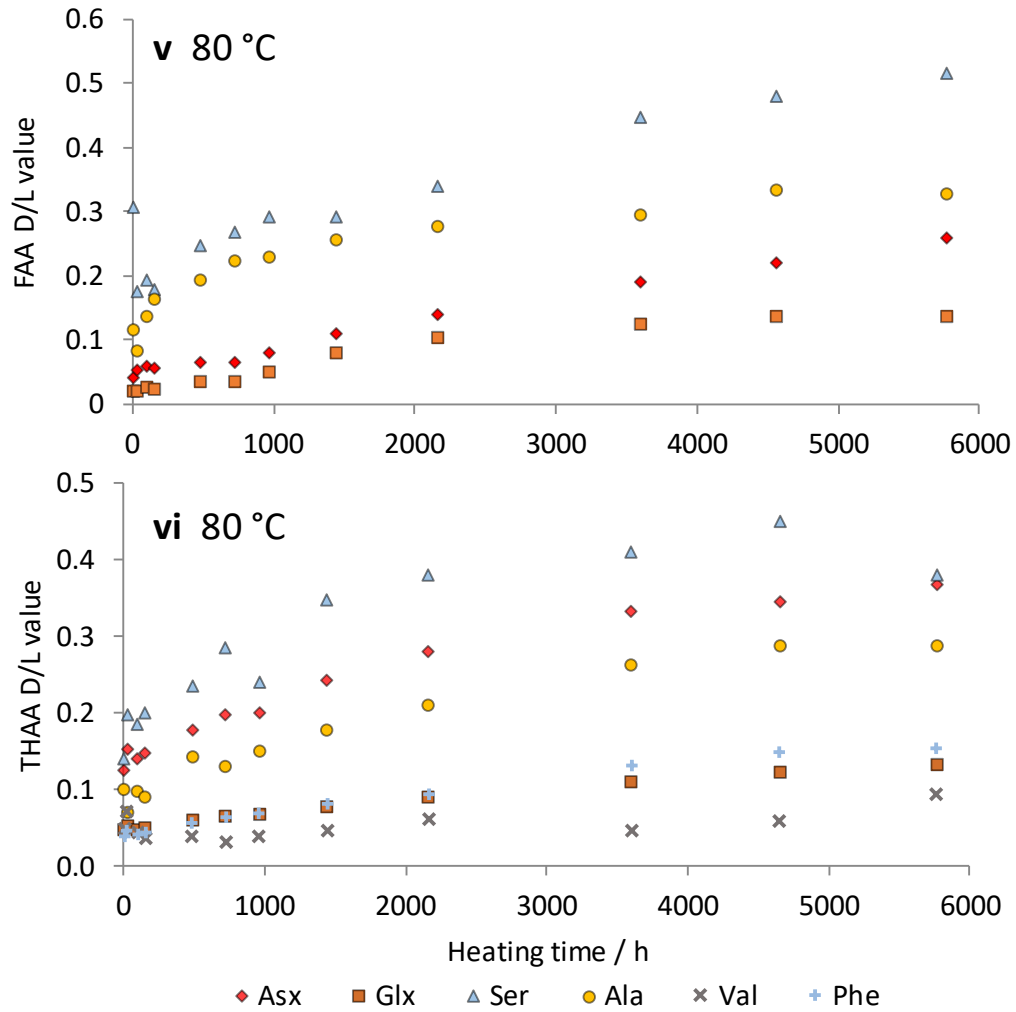 0.6
v 80 °C
0.5
0.4
0.3
0.2
0.1
0
FAA D/L value
0 1000 2000 3000 4000 5000 6000
0.5
vi 80 °C
0.4
0.3
0.2
0.1
0.0
THAA D/L value
0 1000 2000 3000 4000 5000 6000
Heating time / h
Asx Glx Ser Ala Val Phe